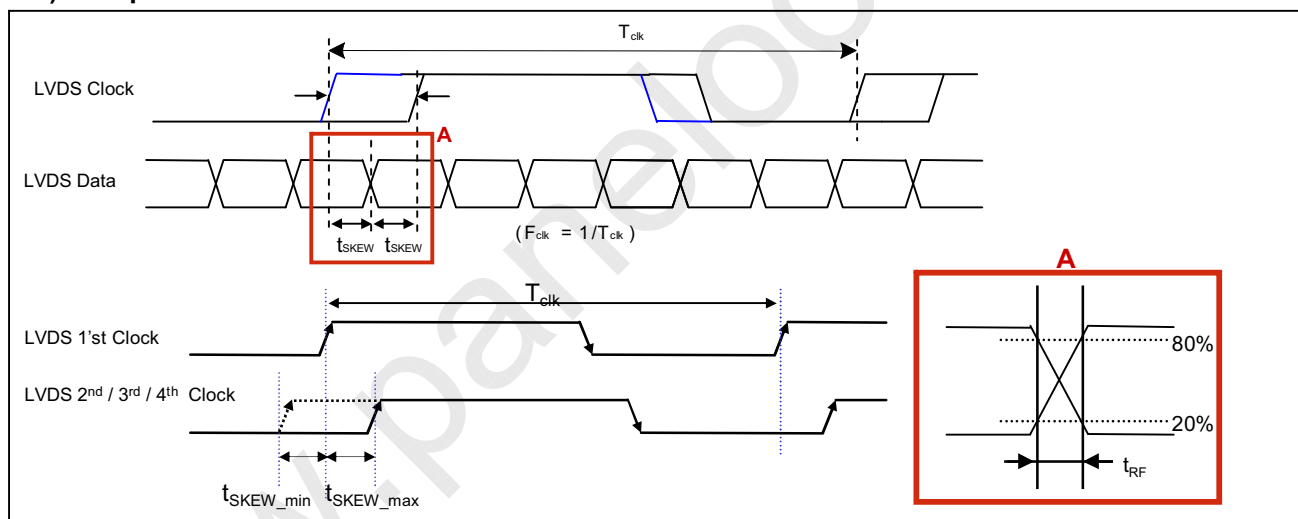 Tclk
LVDS Clock
A
LVDS Data
tSKEW tSKEW
( Fclk = 1/Tclk )
A
Tclk
LVDS 1'st Clock
80%
LVDS 2nd / 3rd / 4th Clock
20%
tRF
tSKEW_min tSKEW_max
w.paneloo